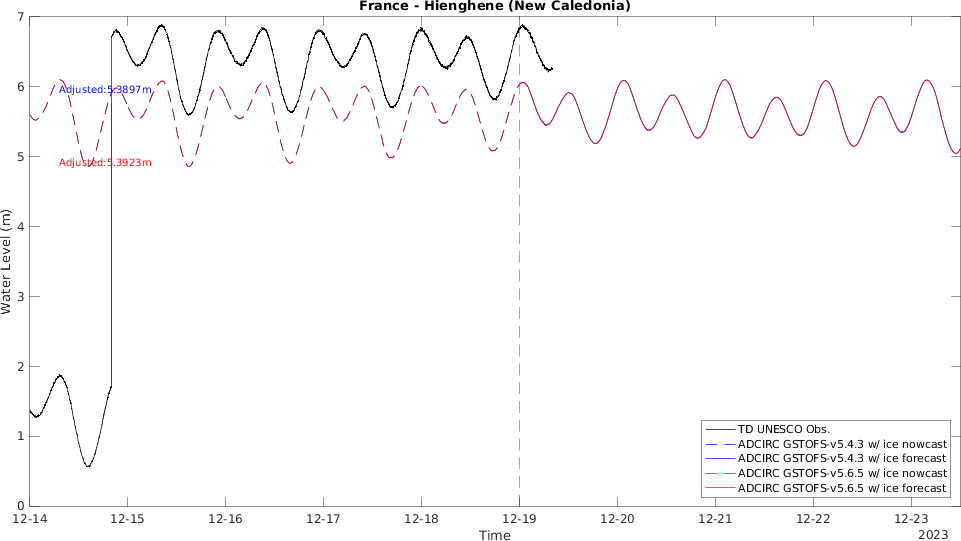 France - Hienghene (New Caledonia)
7
6
5
4
3
2
1
0
Water Level (m)
Adjusted:5.3897m
Adjusted:5.3923m
TD UNESCO Obs.
ADCIRC GSTOFS-v5.4.3 w/ ice nowcast
ADCIRC GSTOFS-v5.4.3 w/ ice forecast
ADCIRC GSTOFS-v5.6.5 w/ ice nowcast
ADCIRC GSTOFS-v5.6.5 w/ ice forecast
12-14 12-15 12-16 12-17 12-18 12-19 12-20 12-21 12-22 12-23
Time
2023